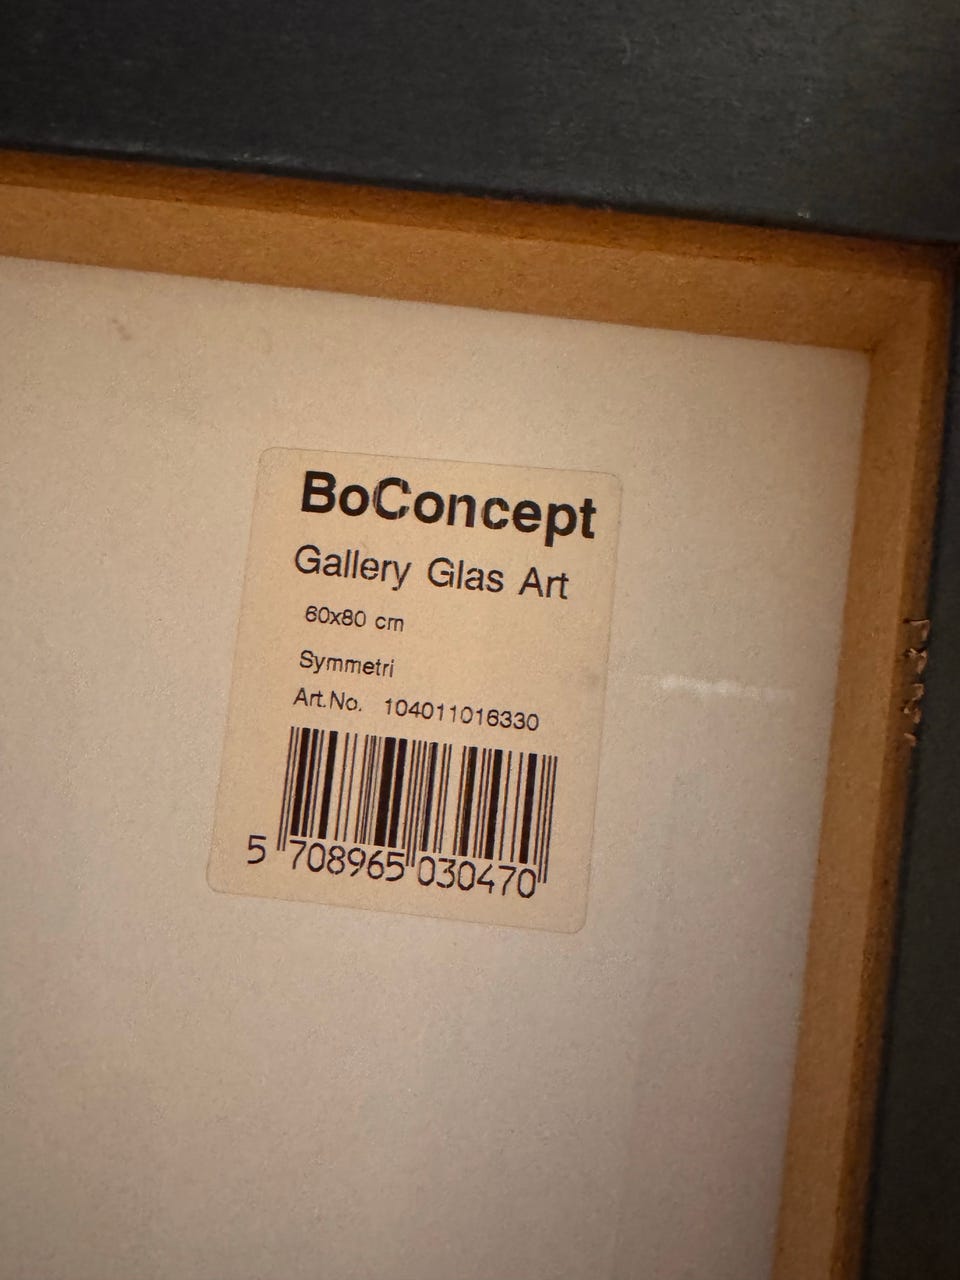 BoConcept
Gallery Glas Art
60x80 cm
Symmetri
Art.No. 104011016330
5 708965 030470